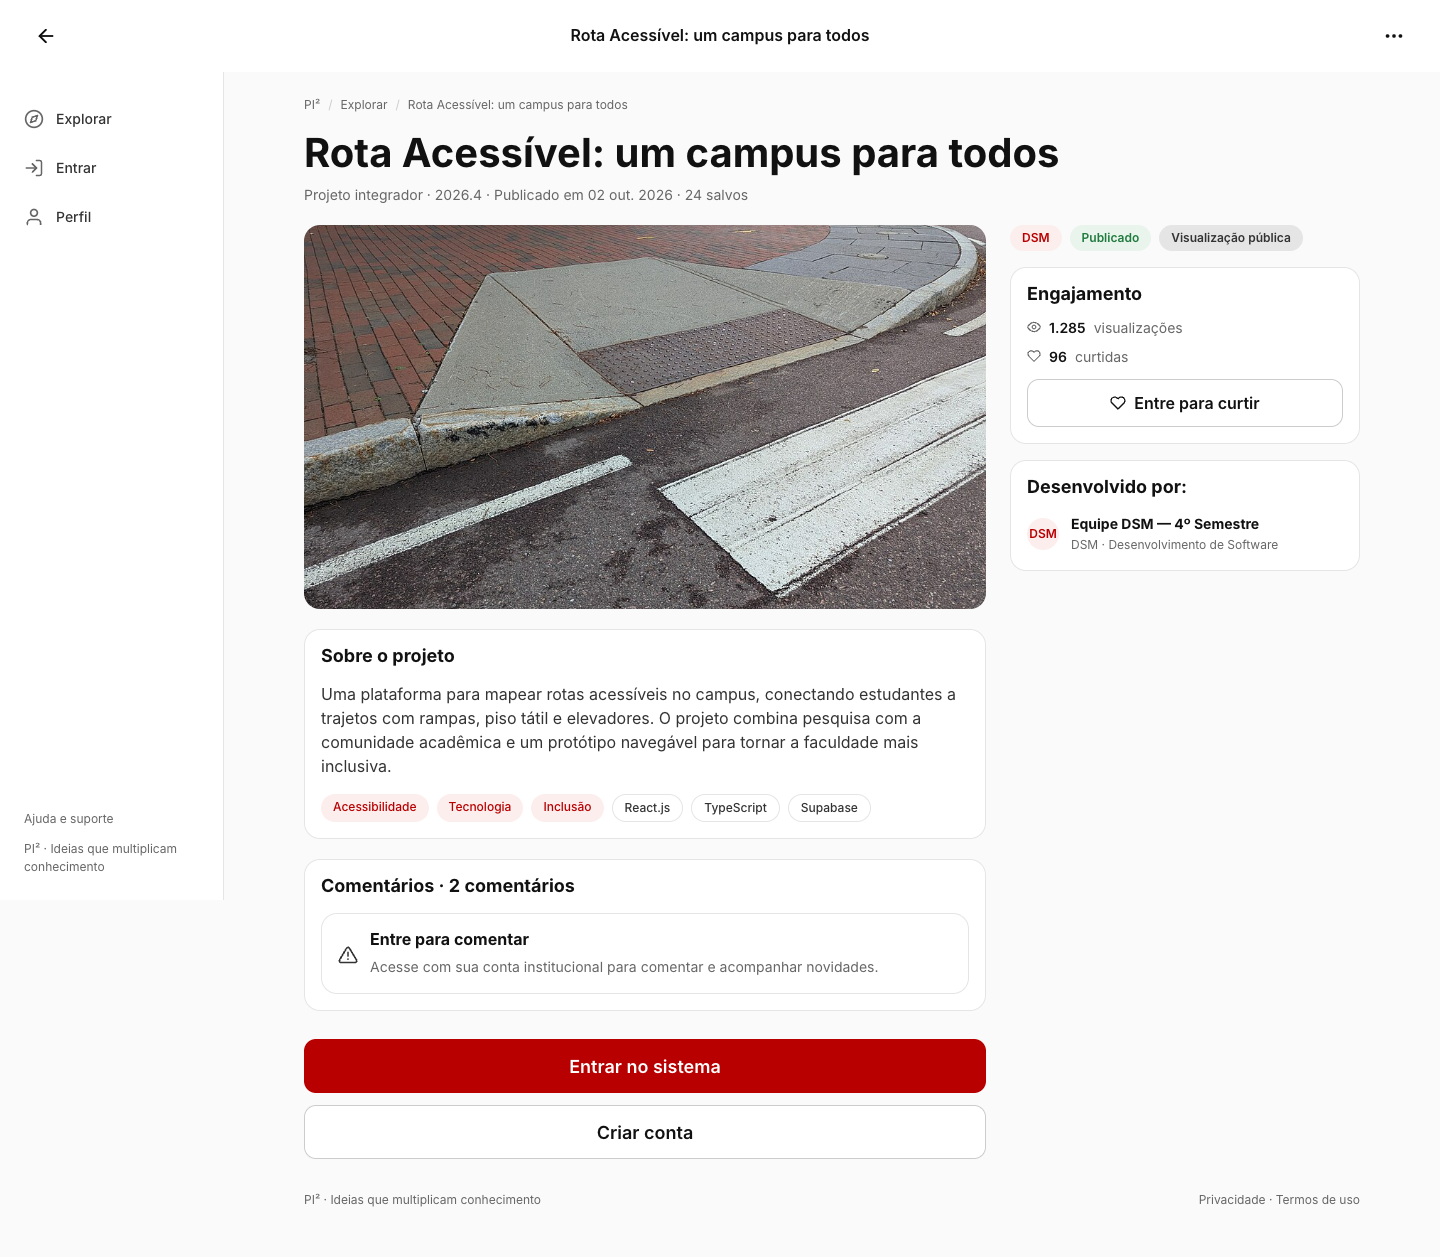 Rota Acessível: um campus para todos
Explorar
Entrar
Perfil
Ajuda e suporte
PI² · Ideias que multiplicam
conhecimento
PI² / Explorar / Rota Acessível: um campus para todos
Rota Acessível: um campus para todos
Projeto integrador · 2026.4 · Publicado em 02 out. 2026 · 24 salvos
DSM Publicado Visualização pública
Engajamento
1.285 visualizações
96 curtidas
Entre para curtir
Desenvolvido por:
DSM
Equipe DSM — 4º Semestre
DSM · Desenvolvimento de Software
Sobre o projeto
Uma plataforma para mapear rotas acessíveis no campus, conectando estudantes a
trajetos com rampas, piso tátil e elevadores. O projeto combina pesquisa com a
comunidade acadêmica e um protótipo navegável para tornar a faculdade mais
inclusiva.
Acessibilidade Tecnologia Inclusão React.js TypeScript Supabase
Comentários · 2 comentários
Entre para comentar
Acesse com sua conta institucional para comentar e acompanhar novidades.
Entrar no sistema
Criar conta
PI² · Ideias que multiplicam conhecimento
Privacidade · Termos de uso